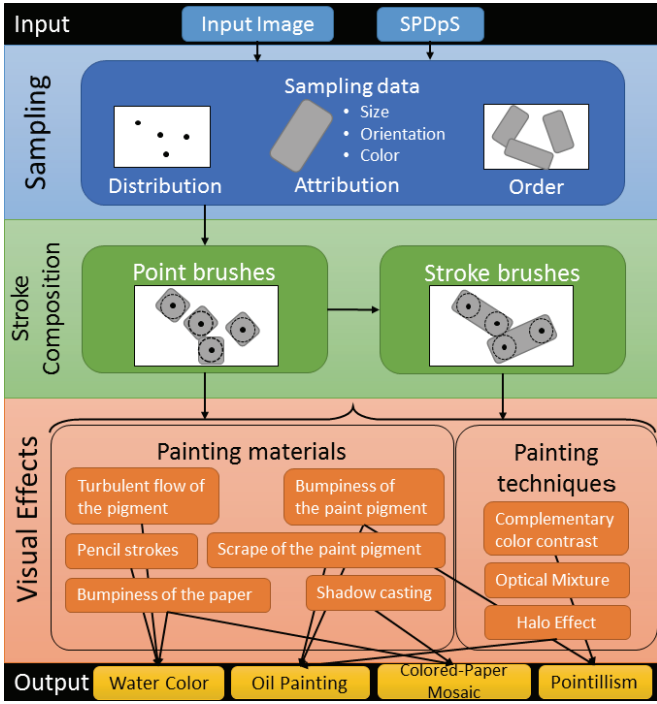 Input
Input Image
SPDpS
Sampling
Sampling data
• Size
• Orientation
• Color
Distribution
Attribution
Order
Stroke
Composition
Point brushes
Stroke brushes
Visual Effects
Painting materials
Turbulent flow of
the pigment
Bumpiness of
the paint pigment
Pencil strokes
Scrape of the paint pigment
Bumpiness of the paper
Shadow casting
Painting
techniques
Complementary
color contrast
Optical Mixture
Halo Effect
Output
Water Color
Oil Painting
Colored-Paper
Mosaic
Pointillism